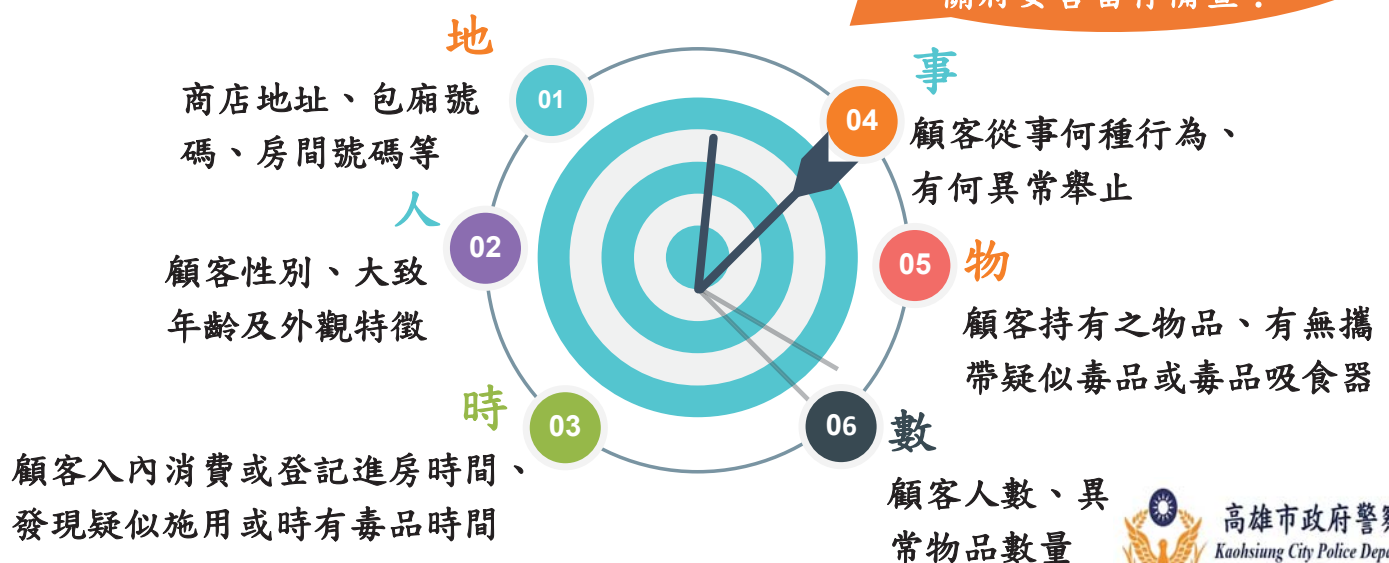 地
01
商店地址、包廂號
碼、房間號碼等
人
02
顧客性別、大致
年齡及外觀特徵
時
03
顧客入內消費或登記進房時間、
發現疑似施用或時有毒品時間
事
04
顧客從事何種行為、
有何異常舉止
05
物
顧客持有之物品、有無攜
帶疑似毒品或毒品吸食器
06
數
顧客人數、異
常物品數量
高雄市政府警察
Kaohsiung City Police Depa